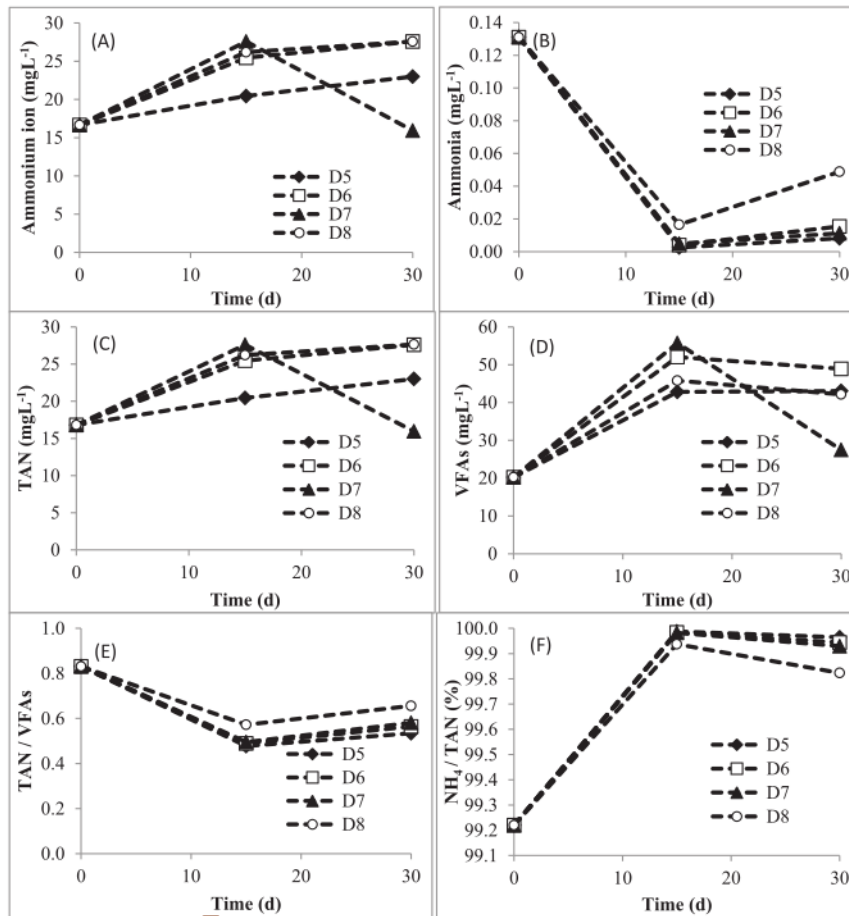 (A)
Ammonium ion (mgL⁻¹)
30
25
20
15
10
5
0
D5
D6
D7
D8
0 10 20 30
Time (d)
(B)
Ammonia (mgL⁻¹)
0.14
0.12
0.10
0.08
0.06
0.04
0.02
0.00
D5
D6
D7
D8
0 10 20 30
Time (d)
(C)
TAN (mgL⁻¹)
30
25
20
15
10
5
0
D5
D6
D7
D8
0 10 20 30
Time (d)
(D)
VFAs (mgL⁻¹)
60
50
40
30
20
10
0
D5
D6
D7
D8
0 10 20 30
Time (d)
(E)
TAN / VFAs
1.0
0.8
0.6
0.4
0.2
0.0
D5
D6
D7
D8
0 10 20 30
Time (d)
(F)
NH₄ / TAN (%)
100.0
99.9
99.8
99.7
99.6
99.5
99.4
99.3
99.2
99.1
D5
D6
D7
D8
0 10 20 30
Time (d)